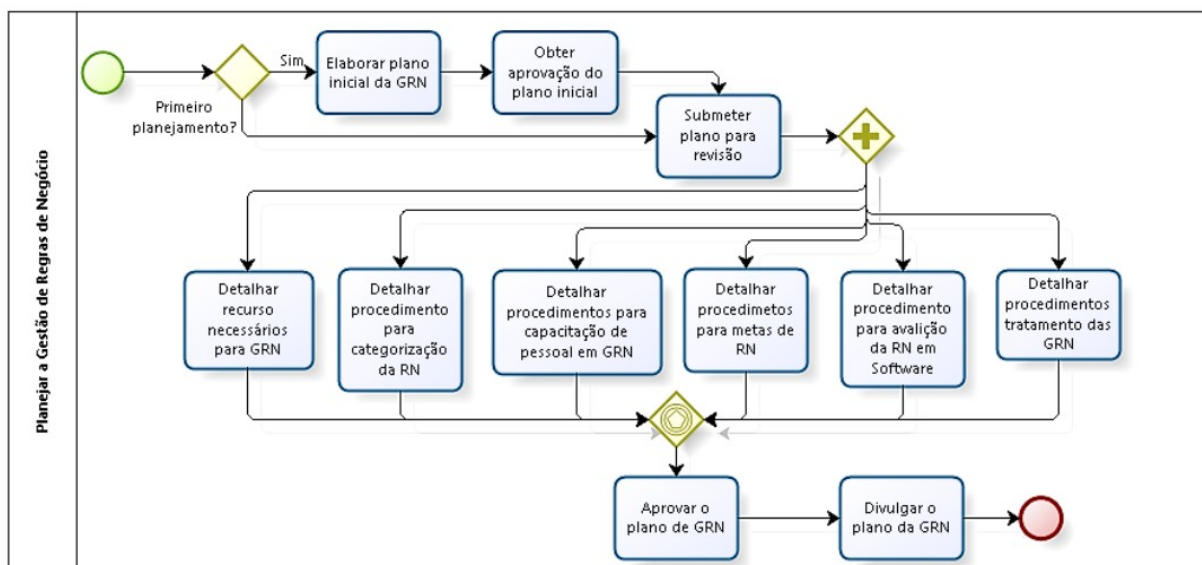 Planejar a Gestão de Regras de Negócio
Primeiro
planejamento?
Sim
Elaborar plano
inicial da GRN
Obter
aprovação do
plano inicial
Submeter
plano para
revisão
Detalhar
recurso
necessários
para GRN
Detalhar
procedimento
para
categorização
da RN
Detalhar
procedimentos para
capacitação de
pessoal em GRN
Detalhar
procedimetos
para metas de
RN
Detalhar
procedimento
para avalição
da RN em
Software
Detalhar
procedimentos
tratamento das
GRN
Aprovar o
plano de GRN
Divulgar o
plano da GRN